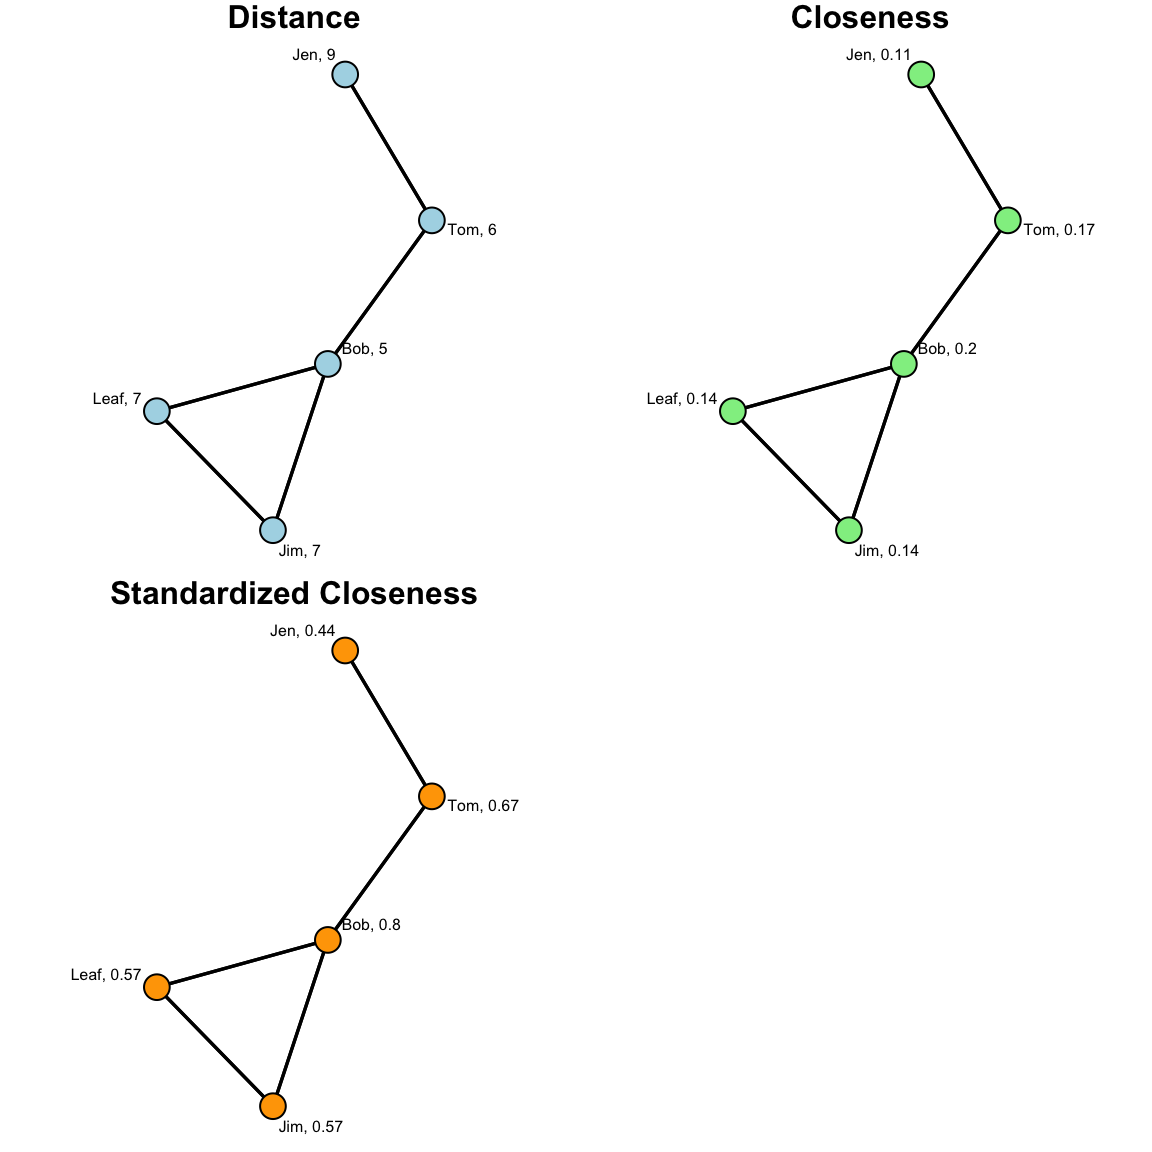 Distance
Jen, 9
Tom, 6
Bob, 5
Leaf, 7
Jim, 7
Closeness
Jen, 0.11
Tom, 0.17
Bob, 0.2
Leaf, 0.14
Jim, 0.14
Standardized Closeness
Jen, 0.44
Tom, 0.67
Bob, 0.8
Leaf, 0.57
Jim, 0.57